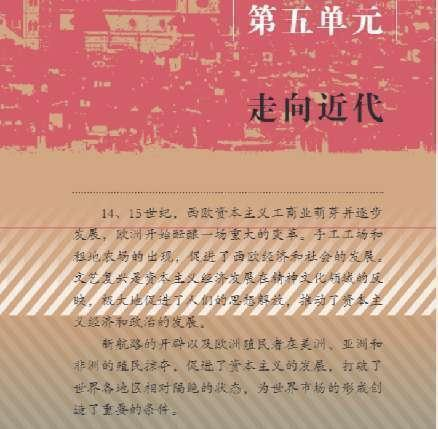 第五单元
走向近代
14、15世纪，西欧资本主义工商业萌芽并逐步
发展，欧洲开始酝酿一场重大的变革。手工工场和
租地农场的出现，促进了西欧经济和社会的发展。
文艺复兴是资本主义经济发展在精神文化领域的反
映，极大地促进了人们的思想解放，推动了资本主
义经济和政治的发展。
新航路的开辟以及欧洲殖民者在美洲、亚洲和
非洲的殖民掠夺，促进了资本主义的发展，打破了
世界各地区相对隔绝的状态，为世界市场的形成创
造了重要的条件。